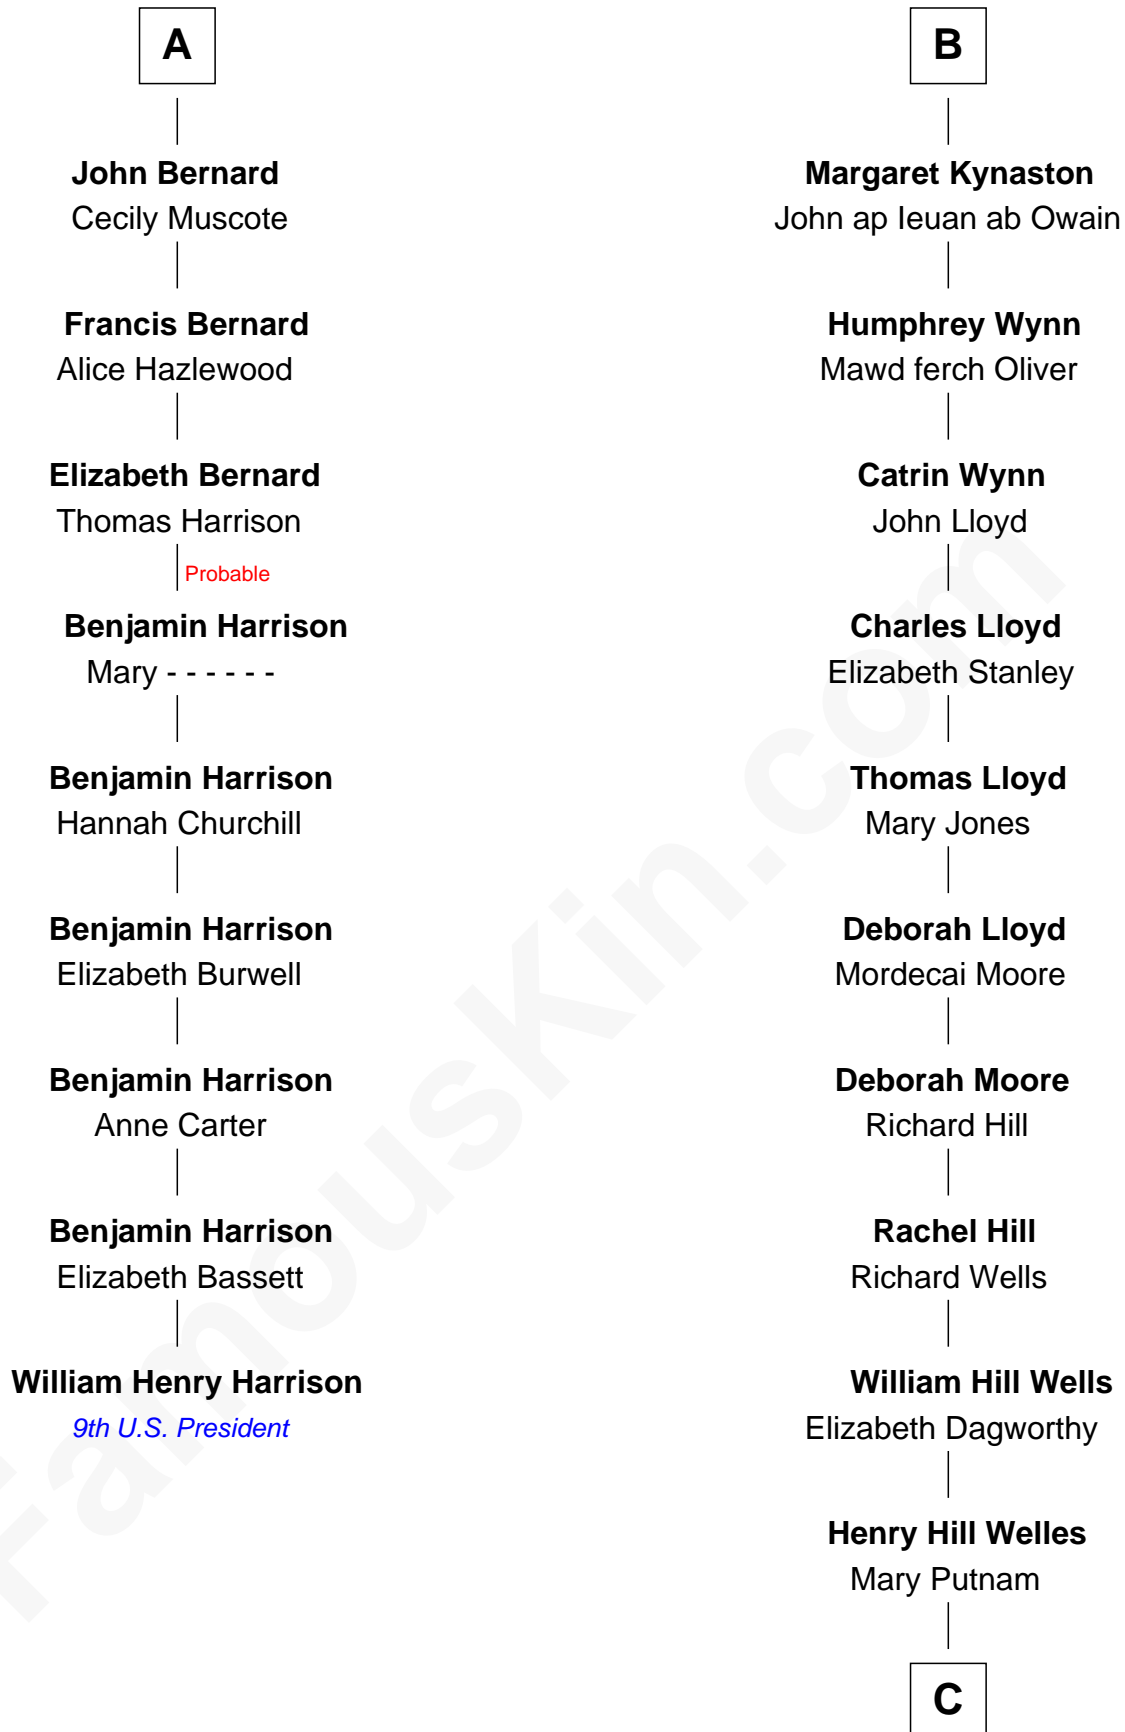 A
John Bernard
Cecily Muscote
Francis Bernard
Alice Hazlewood
Elizabeth Bernard
Thomas Harrison
Probable
Benjamin Harrison
Mary - - - - - -
Benjamin Harrison
Hannah Churchill
Benjamin Harrison
Elizabeth Burwell
Benjamin Harrison
Anne Carter
Benjamin Harrison
Elizabeth Bassett
William Henry Harrison
9th U.S. President
B
Margaret Kynaston
John ap Ieuan ab Owain
Humphrey Wynn
Mawd ferch Oliver
Catrin Wynn
John Lloyd
Charles Lloyd
Elizabeth Stanley
Thomas Lloyd
Mary Jones
Deborah Lloyd
Mordecai Moore
Deborah Moore
Richard Hill
Rachel Hill
Richard Wells
William Hill Wells
Elizabeth Dagworthy
Henry Hill Welles
Mary Putnam
C
FamousKin.com